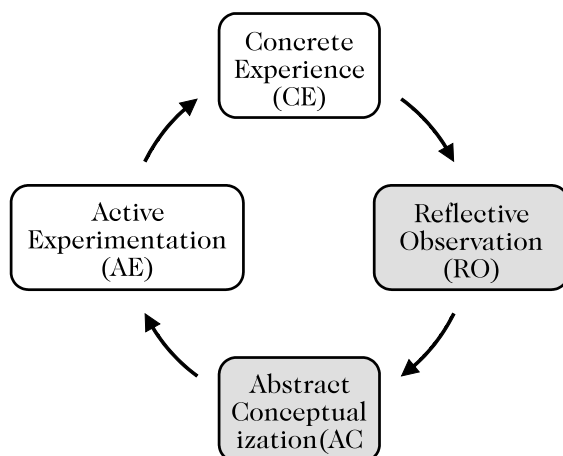 Concrete
Experience
(CE)
Active
Experimentation
(AE)
Reflective
Observation
(RO)
Abstract
Conceptual
ization(AC